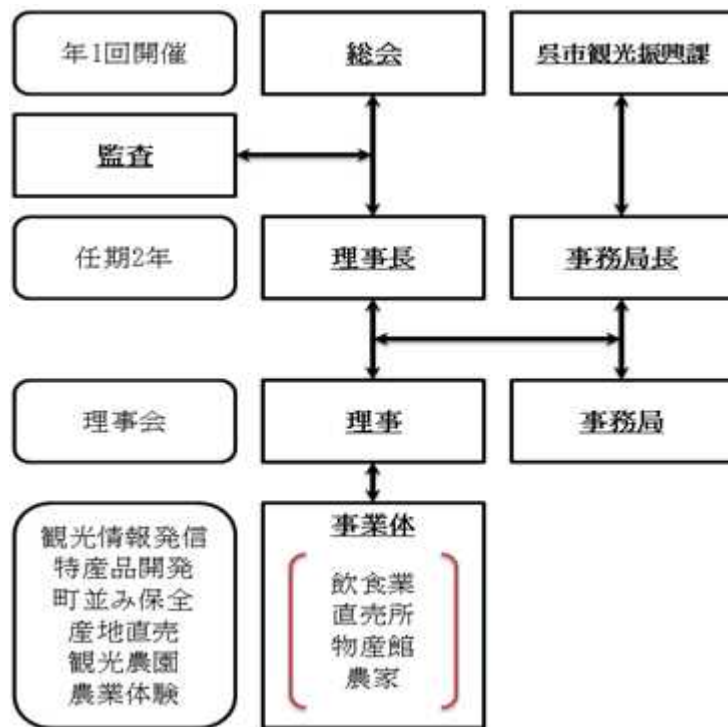 年1回開催
総会
呉市観光振興課
監査
任期2年
理事長
事務局長
理事会
理事
事務局
観光情報発信
特産品開発
町並み保全
産地直売
観光農園
農業体験
事業体
飲食業
直売所
物産館
農家